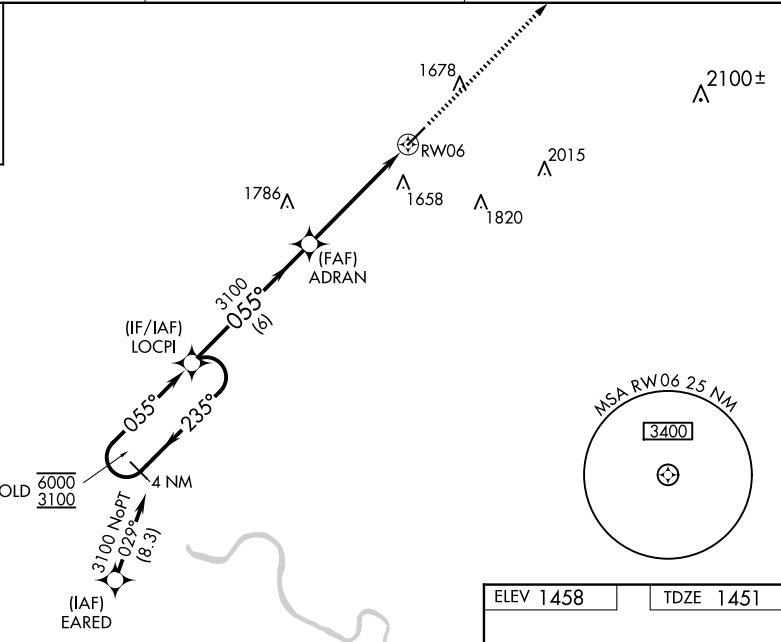 1678
2100±
RW06
2015
1786
1658
1820
(FAF)
ADRAN
3100
055°
(6)
(IF/IAF)
LOCPI
055°
235°
MSA RW06 25 NM
3400
OLD 6000
3100
4 NM
3100 NoPT
029°
(8.3)
(IAF)
EARED
ELEV 1458
TDZE 1451